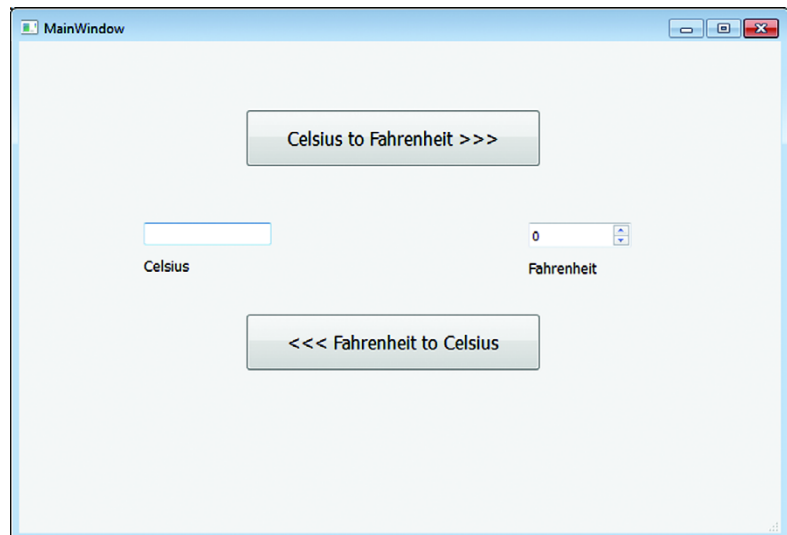 MainWindow
Celsius to Fahrenheit >>>
0
Celsius
Fahrenheit
<<< Fahrenheit to Celsius